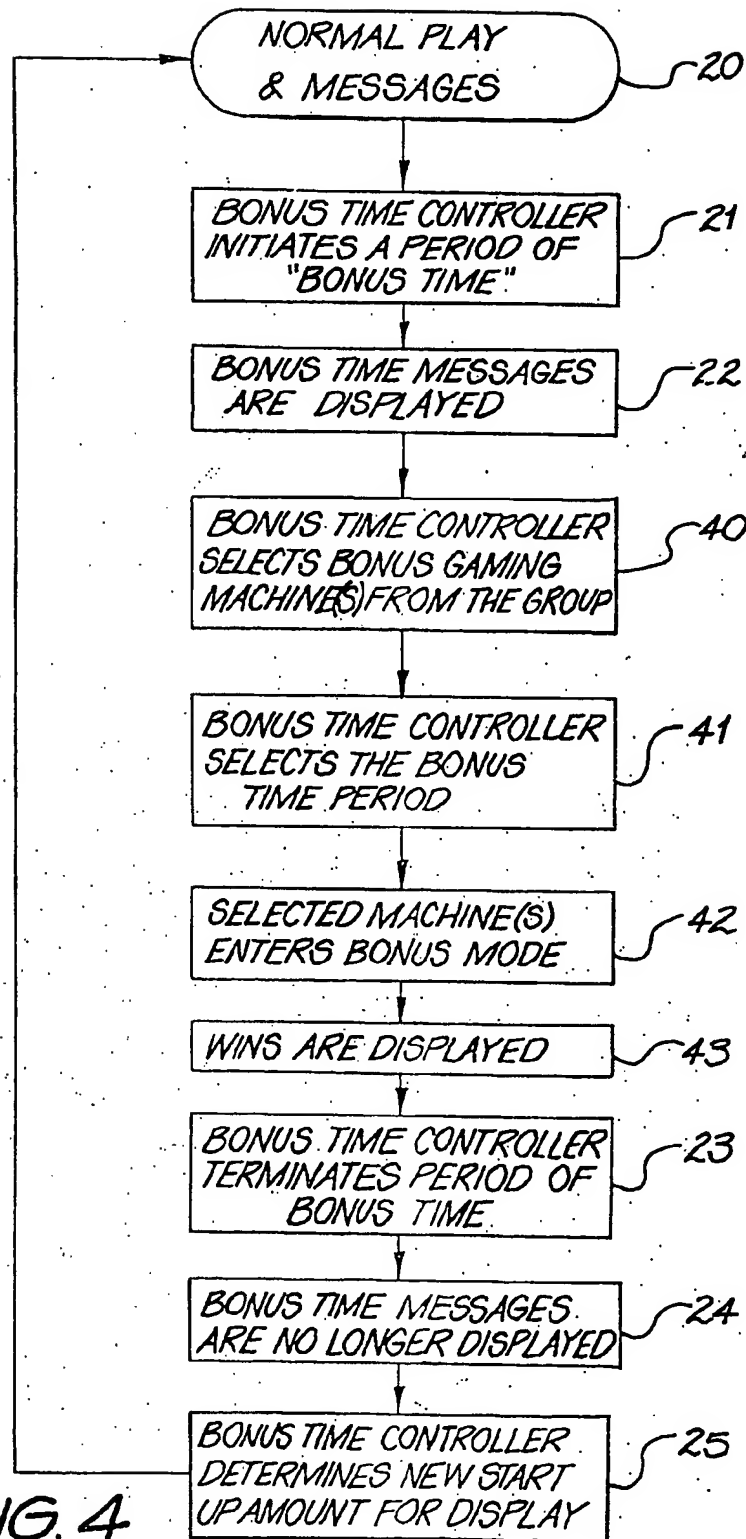 NORMAL PLAY
& MESSAGES
20
BONUS TIME CONTROLLER
INITIATES A PERIOD OF
"BONUS TIME"
21
BONUS TIME MESSAGES
ARE DISPLAYED
22
BONUS TIME CONTROLLER
SELECTS BONUS GAMING
MACHINE(S) FROM THE GROUP
40
BONUS TIME CONTROLLER
SELECTS THE BONUS
TIME PERIOD
41
SELECTED MACHINE(S)
ENTERS BONUS MODE
42
WINS ARE DISPLAYED
43
BONUS TIME CONTROLLER
TERMINATES PERIOD OF
BONUS TIME
23
BONUS TIME MESSAGES
ARE NO LONGER DISPLAYED
24
BONUS TIME CONTROLLER
DETERMINES NEW START
UP AMOUNT FOR DISPLAY
25
IG. 4